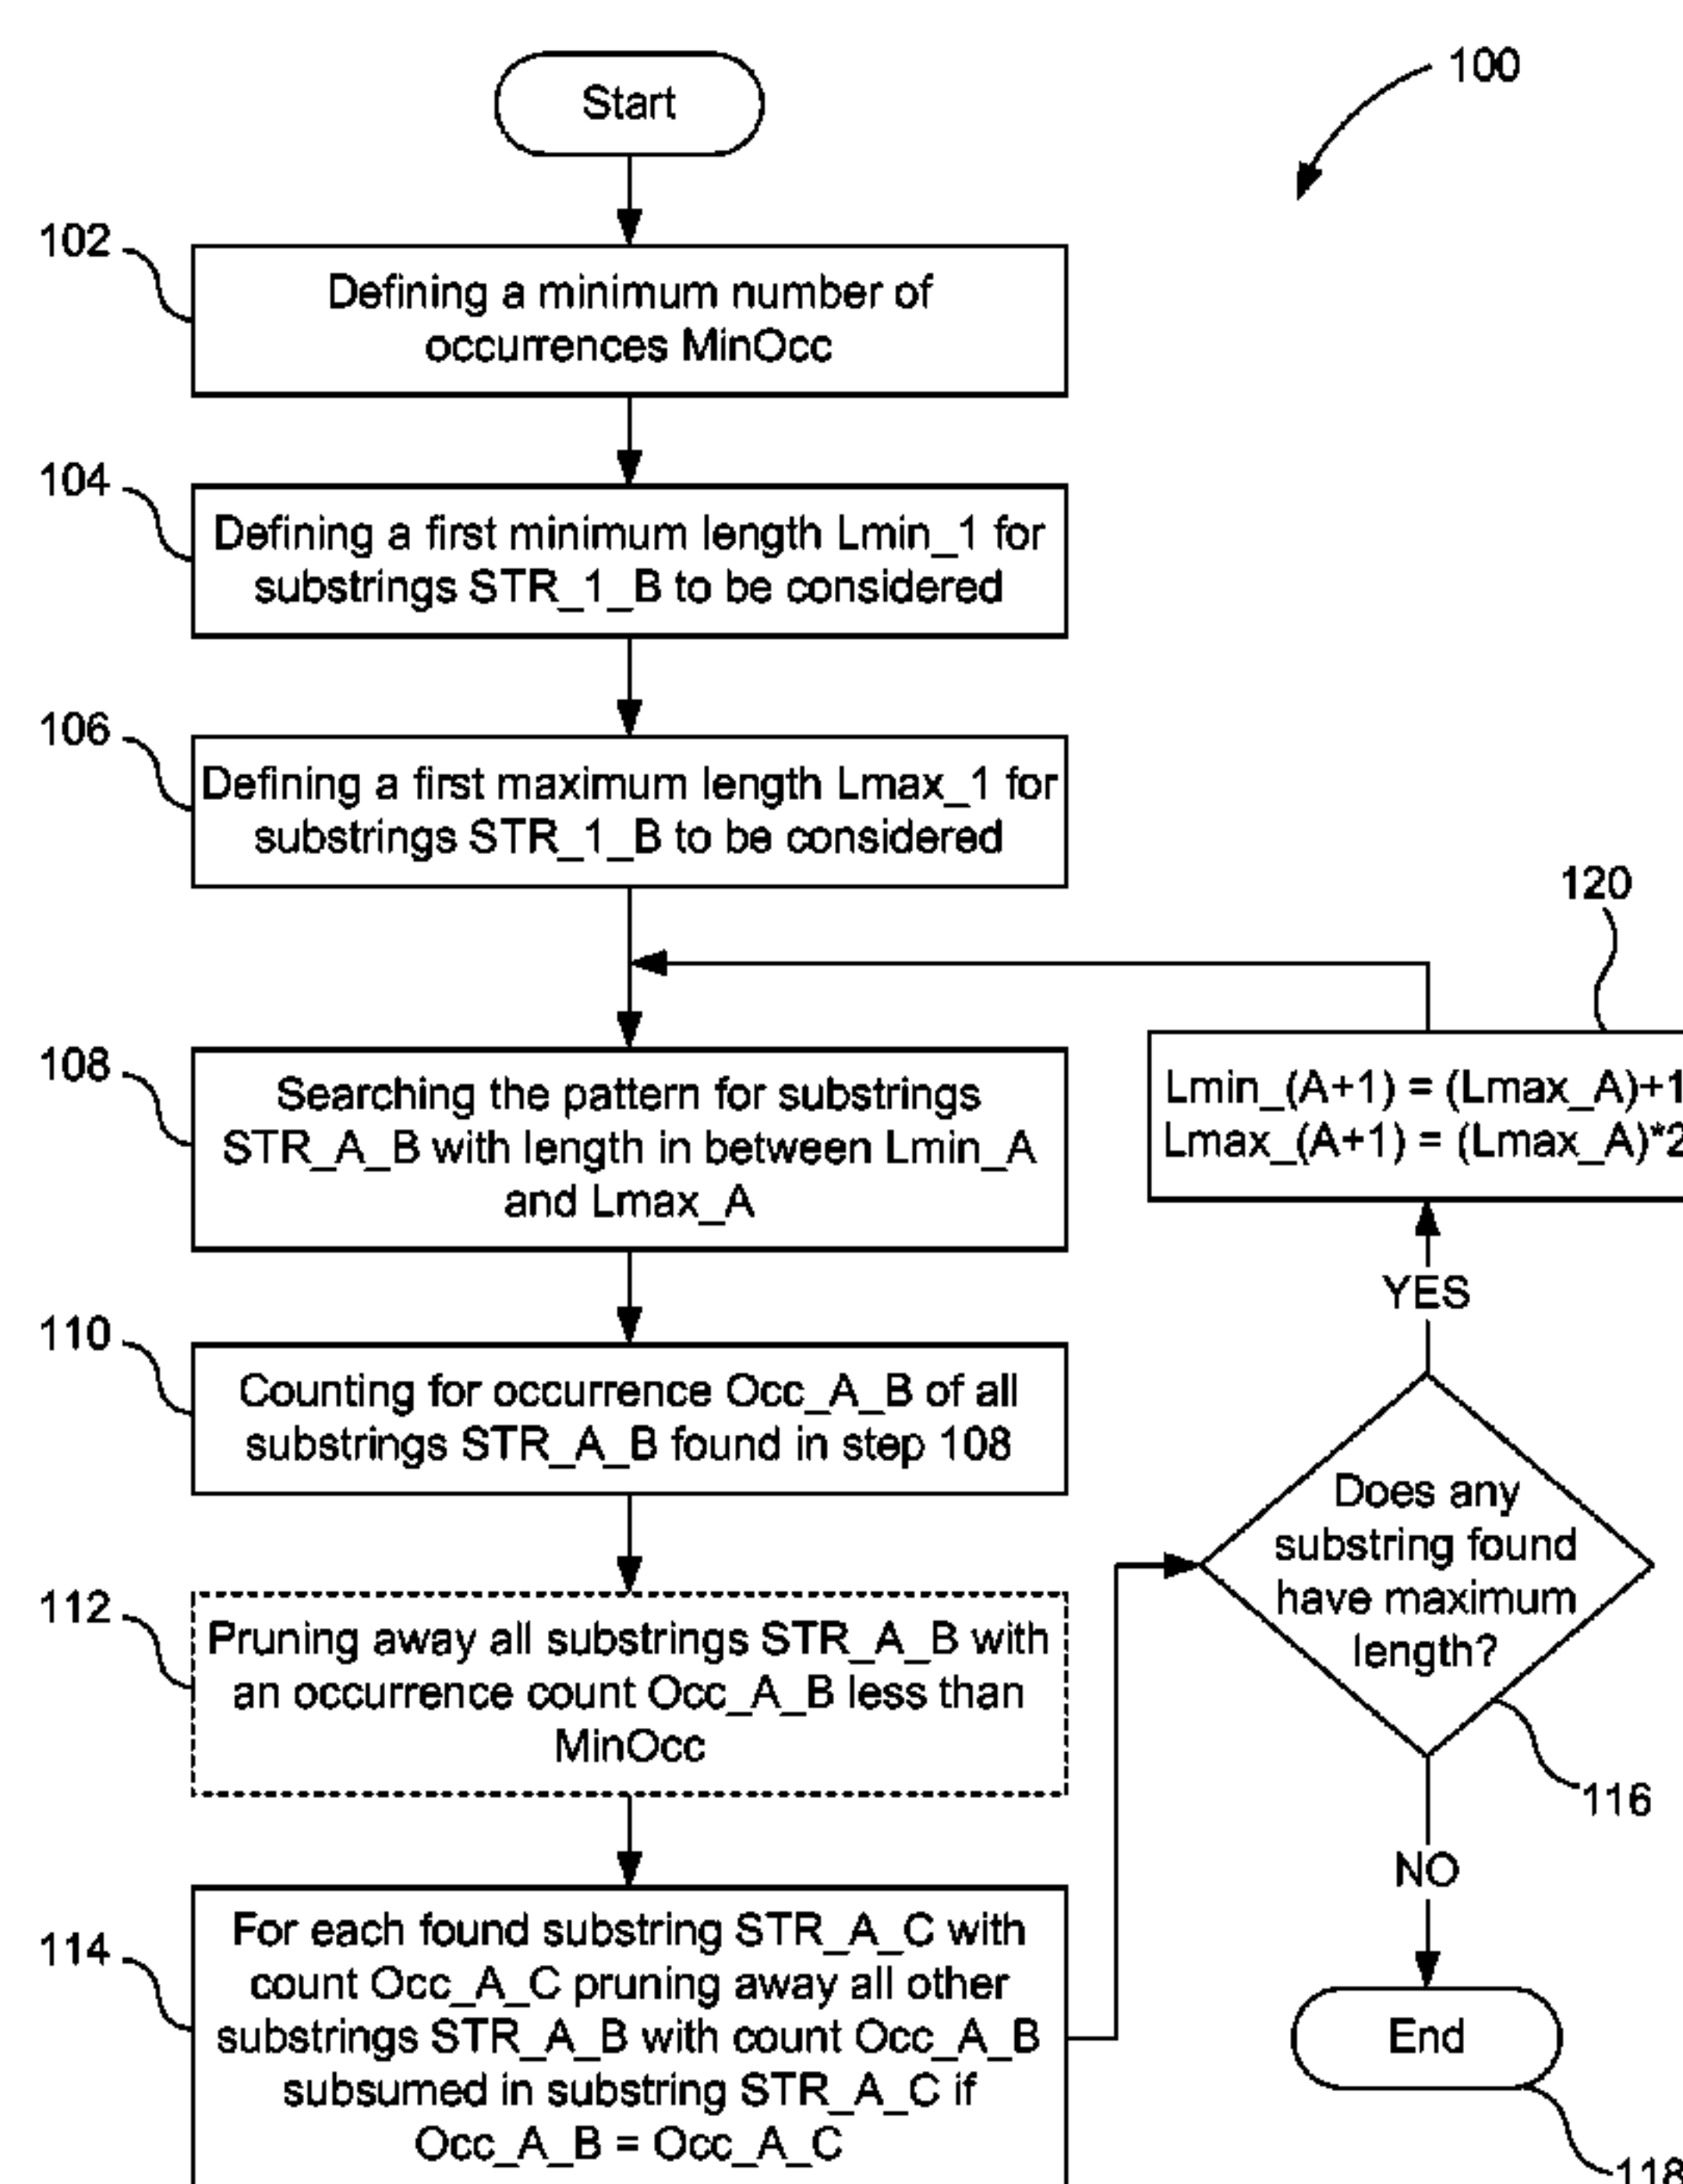 Start
100
102
Defining a minimum number of
occurrences MinOcc
104
Defining a first minimum length Lmin_1 for
substrings STR_1_B to be considered
106
Defining a first maximum length Lmax_1 for
substrings STR_1_B to be considered
120
Lmin_(A+1) = (Lmax_A)+1
Lmax_(A+1) = (Lmax_A)*2
108
Searching the pattern for substrings
STR_A_B with length in between Lmin_A
and Lmax_A
YES
110
Counting for occurrence Occ_A_B of all
substrings STR_A_B found in step 108
Does any
substring found
have maximum
length?
112
Pruning away all substrings STR_A_B with
an occurrence count Occ_A_B less than
MinOcc
116
NO
114
For each found substring STR_A_C with
count Occ_A_C pruning away all other
substrings STR_A_B with count Occ_A_B
subsumed in substring STR_A_C if
Occ_A_B = Occ_A_C
End
118